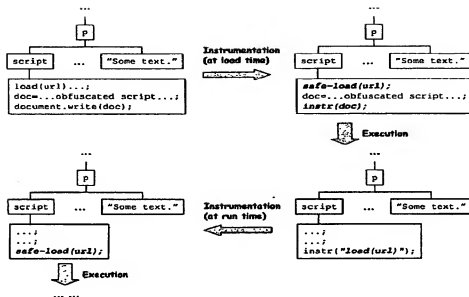 ...
P
script
...
"Some text."
load(url)...;
doc=...obfuscated script...;
document.write(doc);
Instrumentation
(at load time)
...
P
script
...
"Some text."
safe-load(url);
doc=...obfuscated script...;
instr(doc);
Execution
...
P
script
...
"Some text."
...;
...;
safe-load(url);
Instrumentation
(at run time)
...
P
script
...
"Some text."
...;
...;
instr("load(url)");
Execution
... ...